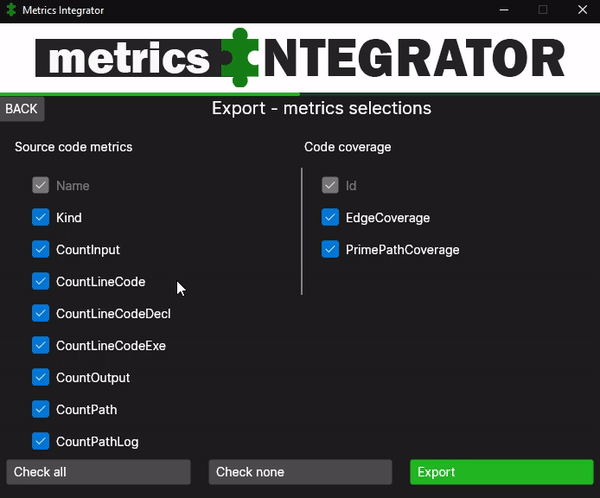 Metrics Integrator
metrics INTEGRATOR
BACK
Export - metrics selections
Source code metrics
Name
Kind
CountInput
CountLineCode
CountLineCodeDecl
CountLineCodeExe
CountOutput
CountPath
CountPathLog
Code coverage
Id
EdgeCoverage
PrimePathCoverage
Check all
Check none
Export